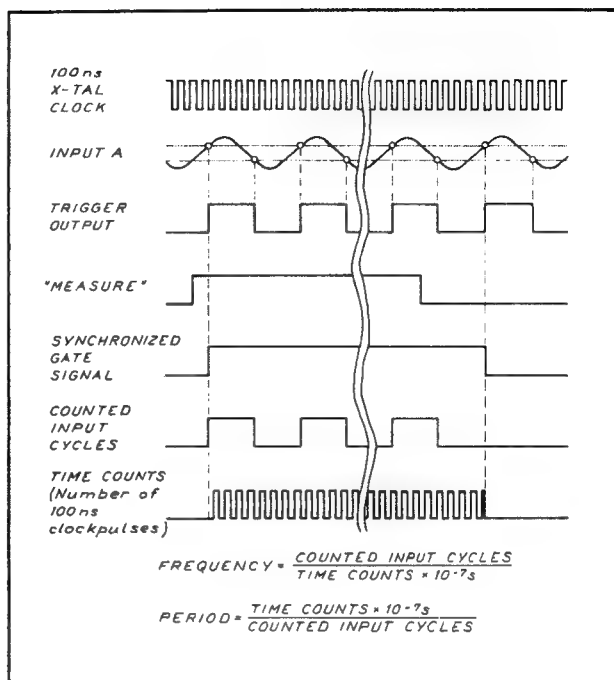 100ns
X-TAL
CLOCK
INPUT A
TRIGGER
OUTPUT
"MEASURE"
SYNCHRONIZED
GATE
SIGNAL
COUNTED
INPUT
CYCLES
TIME COUNTS
(Number of
100ns
clockpulses)
FREQUENCY = COUNTED INPUT CYCLES
TIME COUNTS × 10-7s
PERIOD = TIME COUNTS × 10-7s
COUNTED INPUT CYCLES